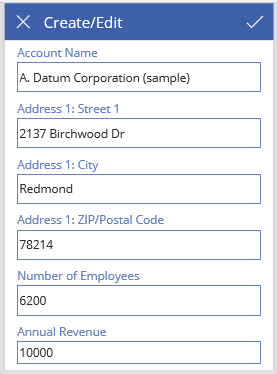 Create/Edit
Account Name
A. Datum Corporation (sample)
Address 1: Street 1
2137 Birchwood Dr
Address 1: City
Redmond
Address 1: ZIP/Postal Code
78214
Number of Employees
6200
Annual Revenue
10000